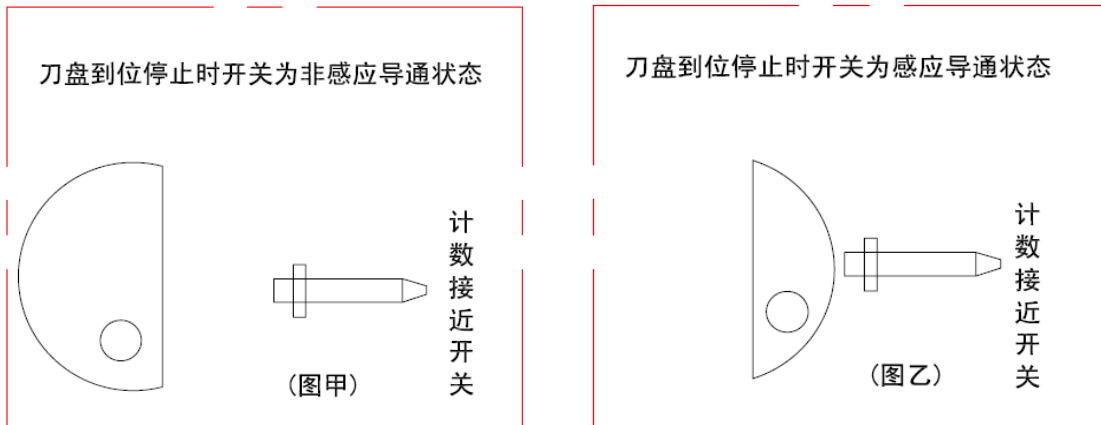 刀盘到位停止时开关为非感应导通状态
计数接近开关
(图甲)
刀盘到位停止时开关为感应导通状态
计数接近开关
(图乙)